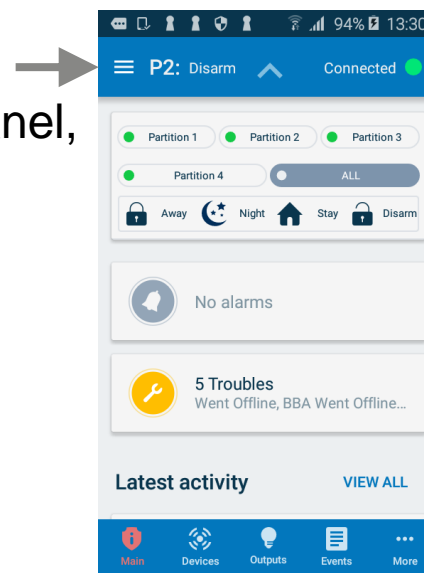 94% 13:30
P2: Disarm Connected
nel,
Partition 1 Partition 2 Partition 3
Partition 4 ALL
Away Night Stay Disarm
No alarms
5 Troubles
Went Offline, BBA Went Offline...
Latest activity VIEW ALL
Main Devices Outputs Events More